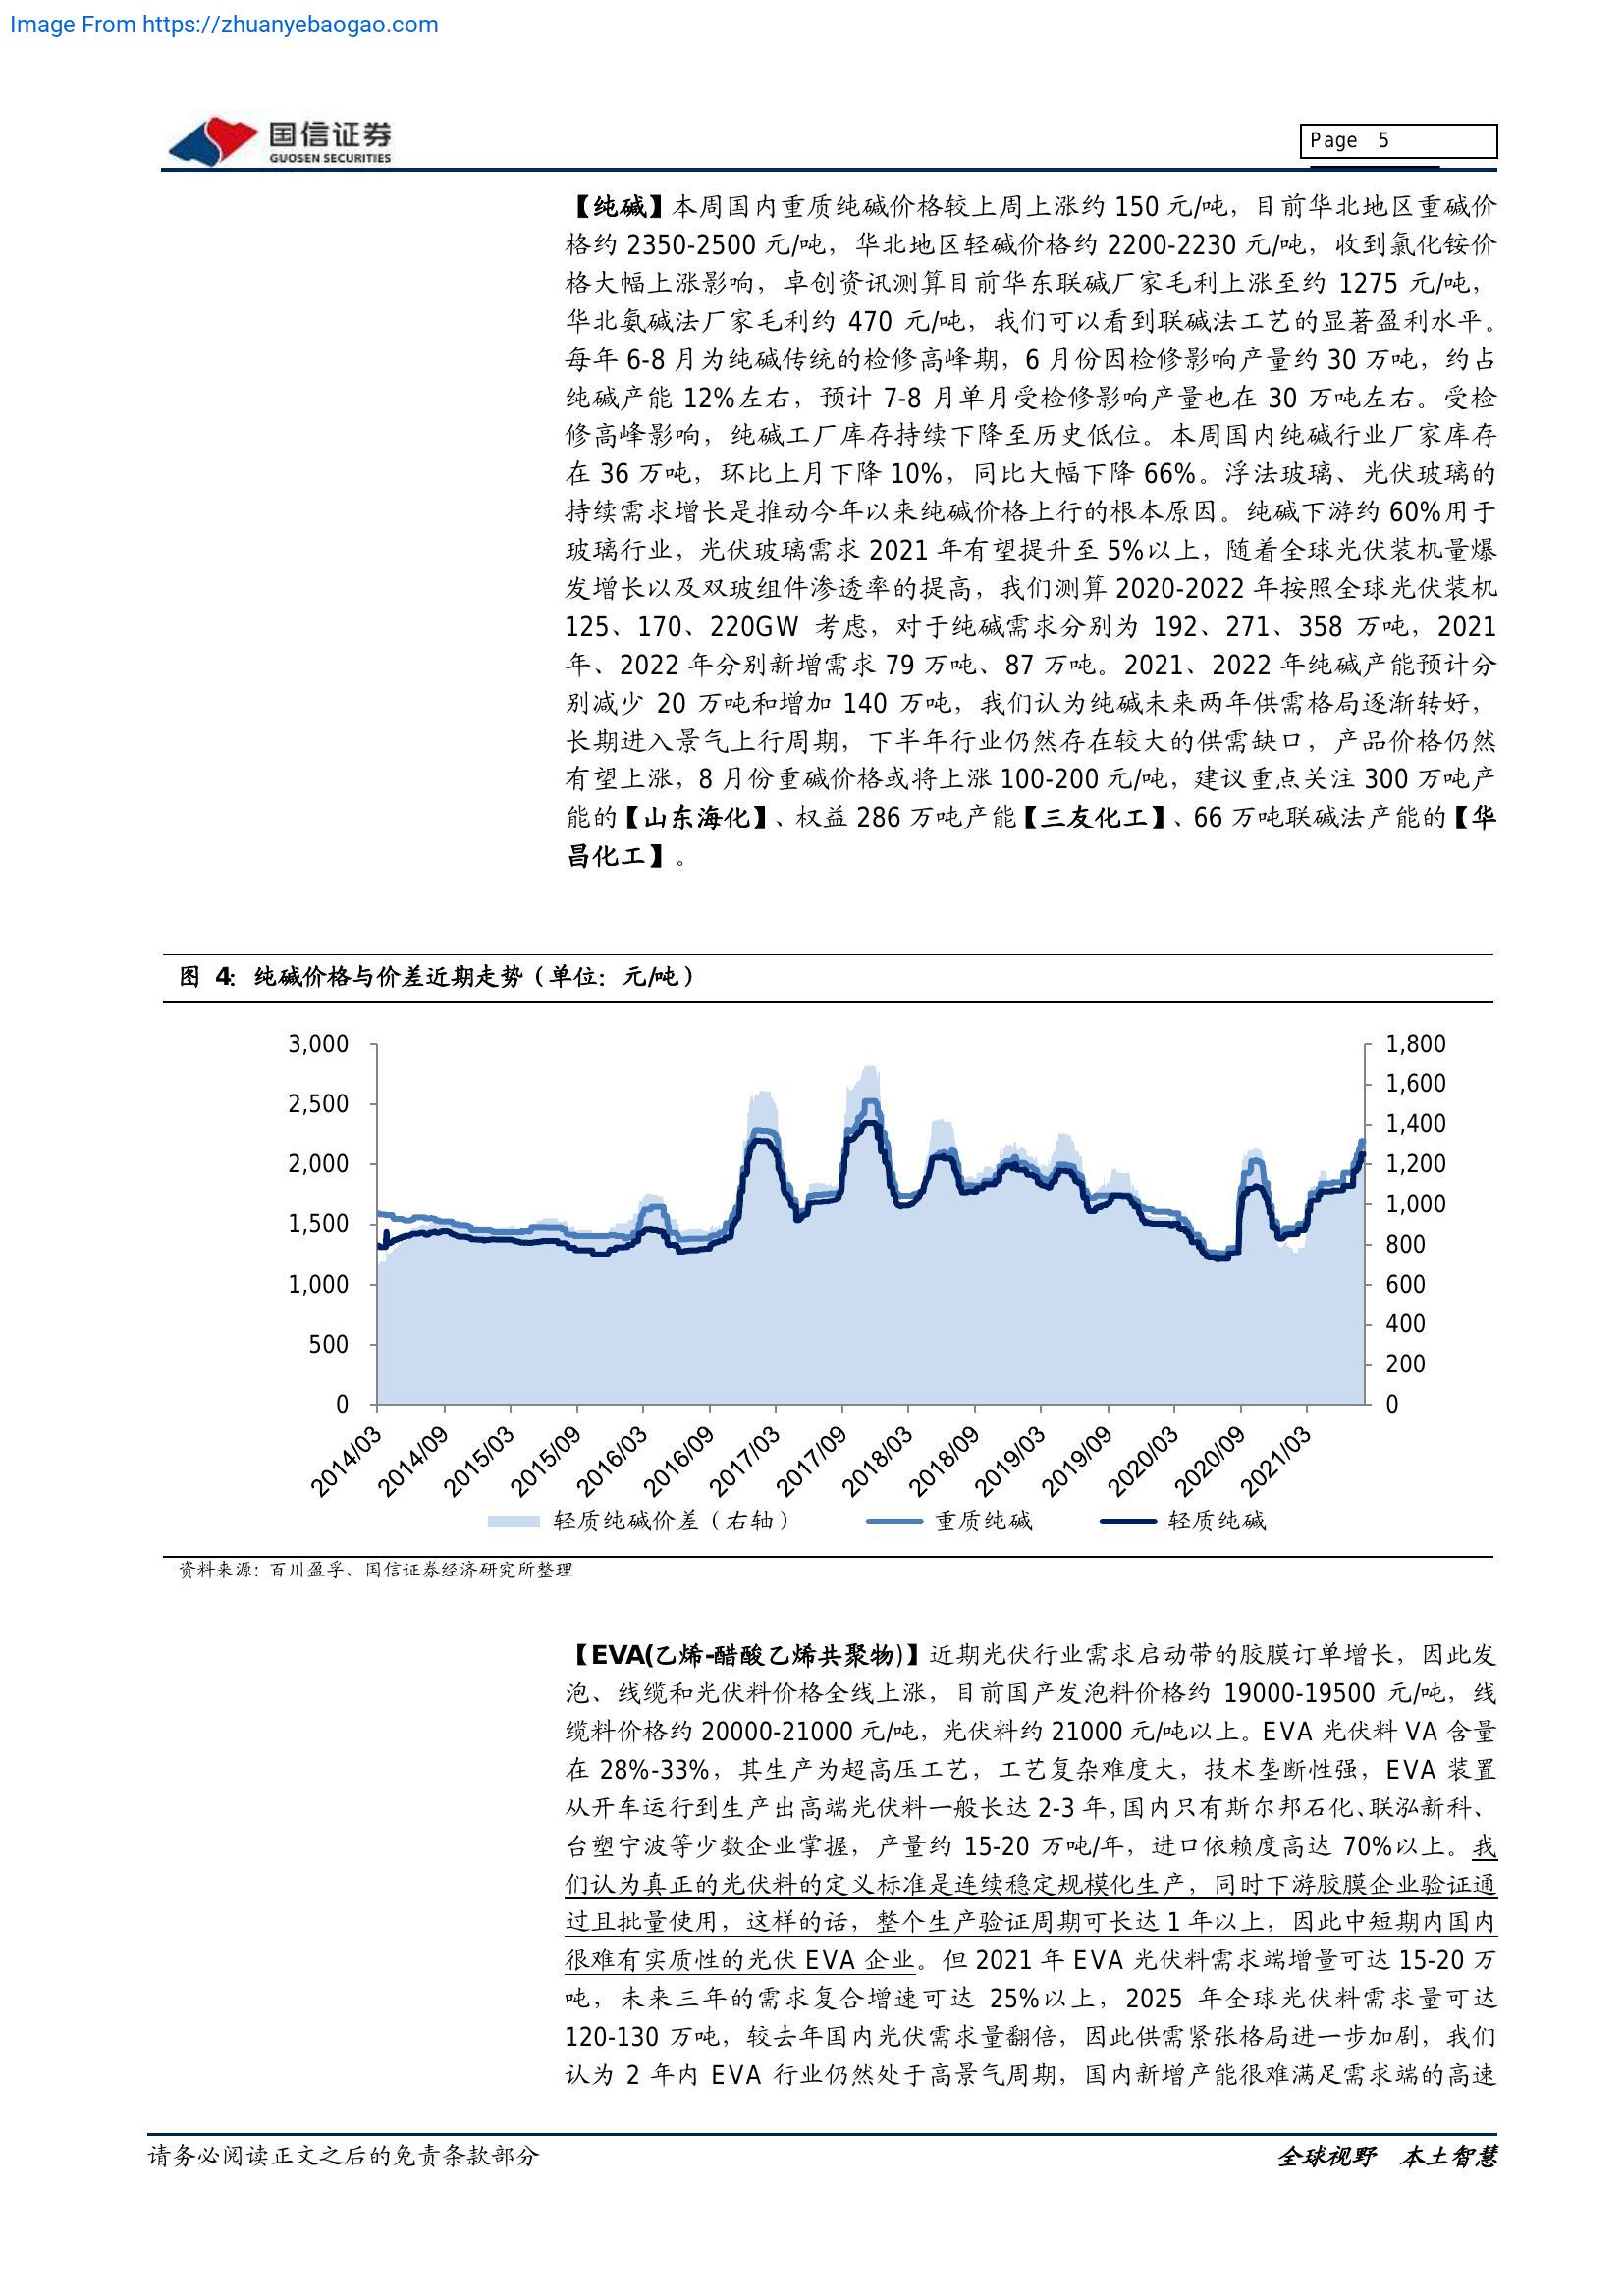 Image From https://zhuanyebaogao.com
国信证券
GUOSEN SECURITIES
Page 5
【纯碱】本周国内重质纯碱价格较上周上涨约 150 元/吨，目前华北地区重碱价
格约 2350-2500 元/吨，华北地区轻碱价格约 2200-2230 元/吨，收到氯化铵价
格大幅上涨影响，卓创资讯测算目前华东联碱厂家毛利上涨至约 1275 元/吨，
华北氨碱法厂家毛利约 470 元/吨，我们可以看到联碱法工艺的显著盈利水平。
每年 6-8 月为纯碱传统的检修高峰期，6 月份因检修影响产量约 30 万吨，约占
纯碱产能 12%左右，预计 7-8 月单月受检修影响产量也在 30 万吨左右。受检
修高峰影响，纯碱工厂库存持续下降至历史低位。本周国内纯碱行业厂家库存
在 36 万吨，环比上月下降 10%，同比大幅下降 66%。浮法玻璃、光伏玻璃的
持续需求增长是推动今年以来纯碱价格上行的根本原因。纯碱下游约 60%用于
玻璃行业，光伏玻璃需求 2021 年有望提升至 5%以上，随着全球光伏装机量爆
发增长以及双玻组件渗透率的提高，我们测算 2020-2022 年按照全球光伏装机
125、170、220GW 考虑，对于纯碱需求分别为 192、271、358 万吨，2021
年、2022 年分别新增需求 79 万吨、87 万吨。2021、2022 年纯碱产能预计分
别减少 20 万吨和增加 140 万吨，我们认为纯碱未来两年供需格局逐渐转好，
长期进入景气上行周期，下半年行业仍然存在较大的供需缺口，产品价格仍然
有望上涨，8 月份重碱价格或将上涨 100-200 元/吨，建议重点关注 300 万吨产
能的【山东海化】、权益 286 万吨产能【三友化工】、66 万吨联碱法产能的【华
昌化工】。
图 4：纯碱价格与价差近期走势（单位：元/吨）
3,000
2,500
2,000
1,500
1,000
500
0
1,800
1,600
1,400
1,200
1,000
800
600
400
200
0
2014/03
2014/09
2015/03
2015/09
2016/03
2016/09
2017/03
2017/09
2018/03
2018/09
2019/03
2019/09
2020/03
2020/09
2021/03
轻质纯碱价差（右轴） 重质纯碱 轻质纯碱
资料来源：百川盈孚、国信证券经济研究所整理
【EVA(乙烯-醋酸乙烯共聚物)】近期光伏行业需求启动带的胶膜订单增长，因此发
泡、线缆和光伏料价格全线上涨，目前国产发泡料价格约 19000-19500 元/吨，线
缆料价格约 20000-21000 元/吨，光伏料约 21000 元/吨以上。EVA 光伏料 VA 含量
在 28%-33%，其生产为超高压工艺，工艺复杂难度大，技术垄断性强，EVA 装置
从开车运行到生产出高端光伏料一般长达 2-3 年，国内只有斯尔邦石化、联泓新科、
台塑宁波等少数企业掌握，产量约 15-20 万吨/年，进口依赖度高达 70%以上。我
们认为真正的光伏料的定义标准是连续稳定规模化生产，同时下游胶膜企业验证通
过且批量使用，这样的话，整个生产验证周期可长达 1 年以上，因此中短期内国内
很难有实质性的光伏 EVA 企业。但 2021 年 EVA 光伏料需求端增量可达 15-20 万
吨，未来三年的需求复合增速可达 25%以上，2025 年全球光伏料需求量可达
120-130 万吨，较去年国内光伏需求量翻倍，因此供需紧张格局进一步加剧，我们
认为 2 年内 EVA 行业仍然处于高景气周期，国内新增产能很难满足需求端的高速
请务必阅读正文之后的免责条款部分
全球视野 本土智慧